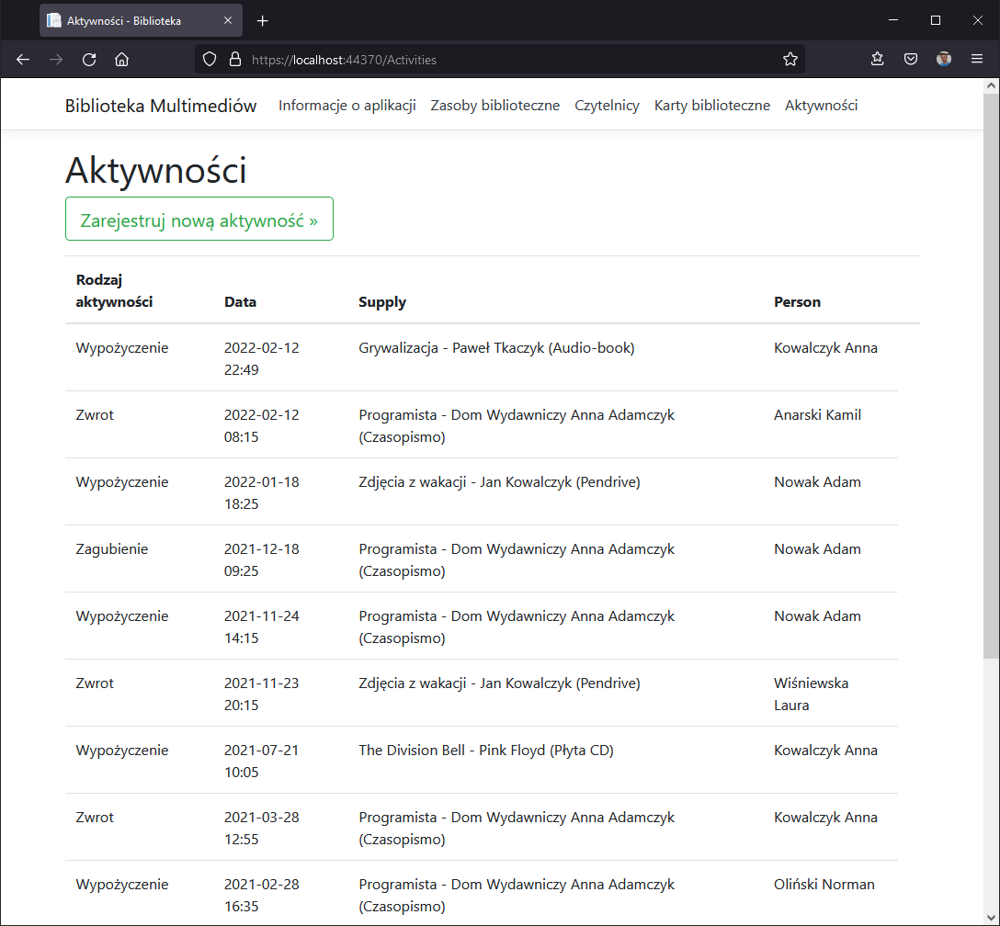 Aktywności - Biblioteka
https://localhost:44370/Activities
Biblioteka Multimediów Informacje o aplikacji Zasoby biblioteczne Czytelnicy Karty biblioteczne Aktywności
Aktywności
Zarejestruj nową aktywność »
Rodzaj
aktywności Data Supply Person
Wypożyczenie 2022-02-12 Grywalizacja - Paweł Tkaczyk (Audio-book) Kowalczyk Anna
22:49
Zwrot 2022-02-12 Programista - Dom Wydawniczy Anna Adamczyk Anarski Kamil
08:15 (Czasopismo)
Wypożyczenie 2022-01-18 Zdjęcia z wakacji - Jan Kowalczyk (Pendrive) Nowak Adam
18:25
Zagubienie 2021-12-18 Programista - Dom Wydawniczy Anna Adamczyk Nowak Adam
09:25 (Czasopismo)
Wypożyczenie 2021-11-24 Programista - Dom Wydawniczy Anna Adamczyk Nowak Adam
14:15 (Czasopismo)
Zwrot 2021-11-23 Zdjęcia z wakacji - Jan Kowalczyk (Pendrive) Wiśniewska
20:15 Laura
Wypożyczenie 2021-07-21 The Division Bell - Pink Floyd (Płyta CD) Kowalczyk Anna
10:05
Zwrot 2021-03-28 Programista - Dom Wydawniczy Anna Adamczyk Kowalczyk Anna
12:55 (Czasopismo)
Wypożyczenie 2021-02-28 Programista - Dom Wydawniczy Anna Adamczyk Oliński Norman
16:35 (Czasopismo)